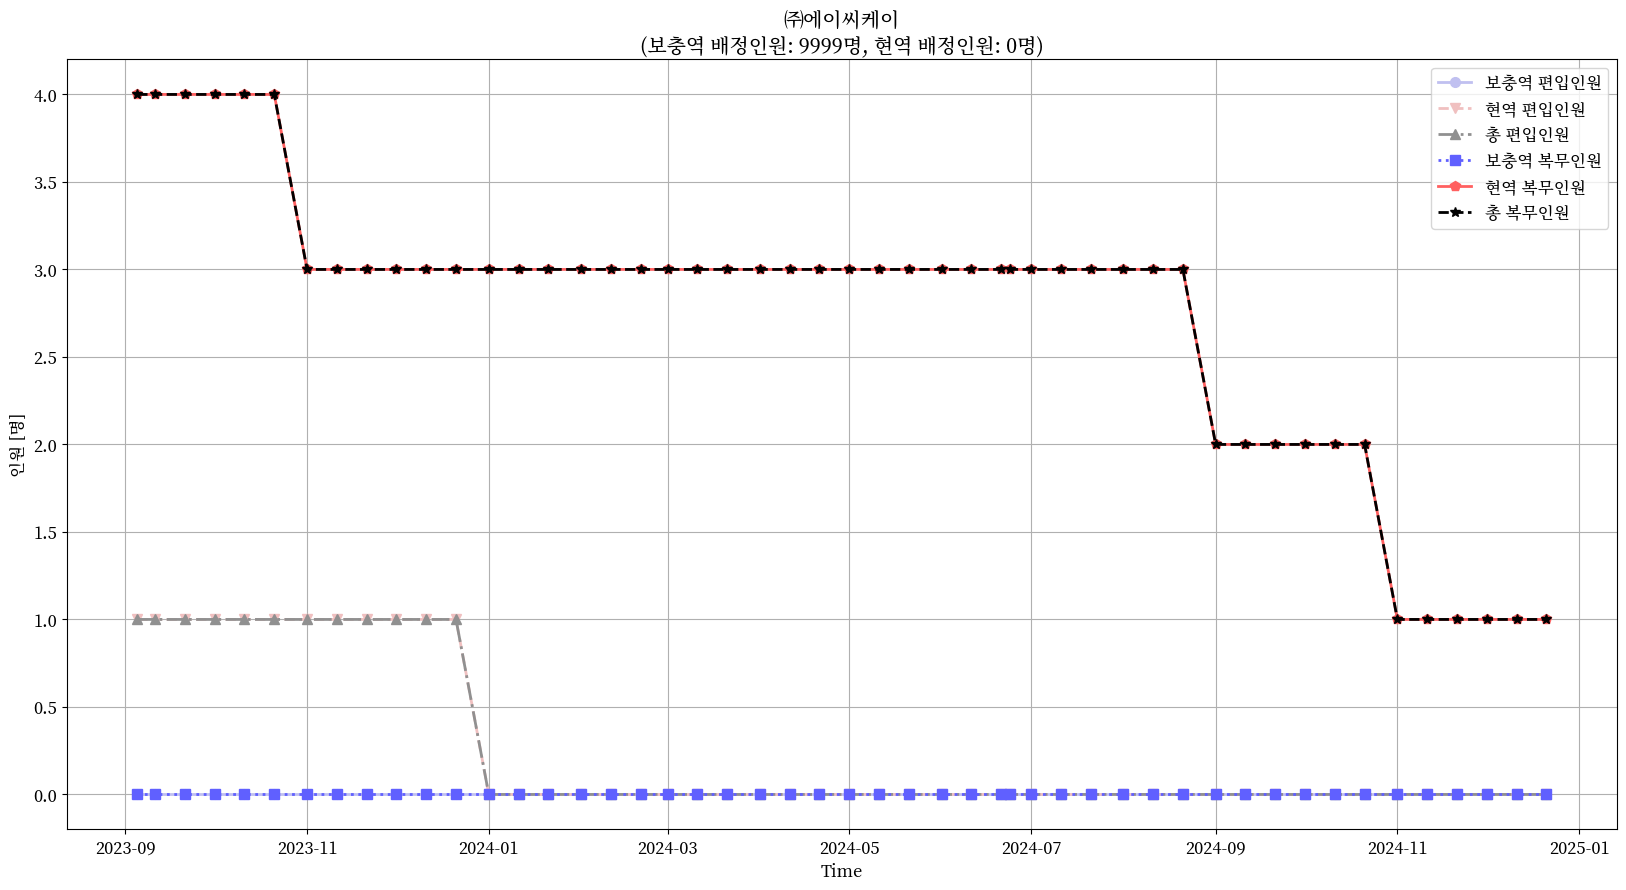 ㈜에이씨케이
(보충역 배정인원: 9999명, 현역 배정인원: 0명)
보충역 편입인원
현역 편입인원
총 편입인원
보충역 복무인원
현역 복무인원
총 복무인원
인원 [명]
4.0
3.5
3.0
2.5
2.0
1.5
1.0
0.5
0.0
2023-09
2023-11
2024-01
2024-03
2024-05
2024-07
2024-09
2024-11
2025-01
Time